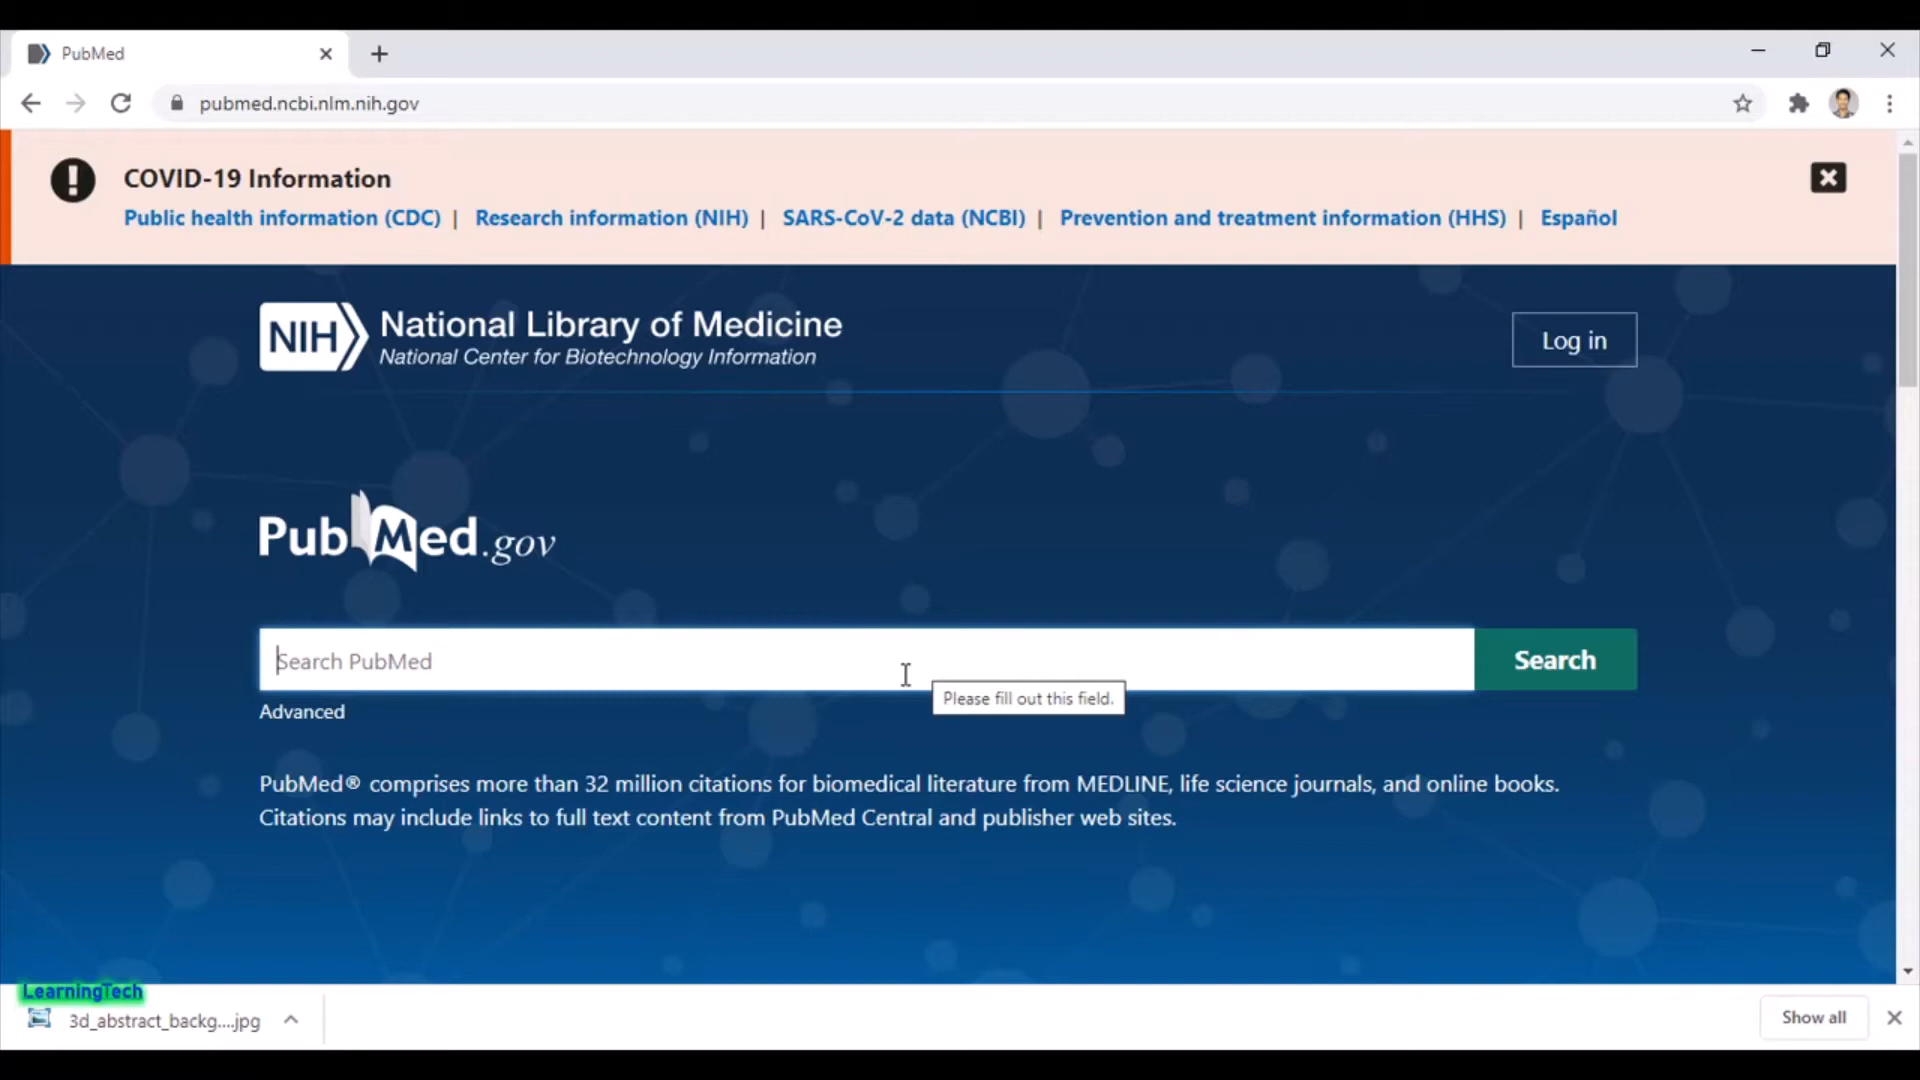 PubMed
pubmed.ncbi.nlm.nih.gov
COVID-19 Information
Public health information (CDC) | Research information (NIH) | SARS-CoV-2 data (NCBI) | Prevention and treatment information (HHS) | Español
NIH National Library of Medicine
National Center for Biotechnology Information
Log in
PubMed.gov
Search PubMed
Search
Please fill out this field.
Advanced
PubMed® comprises more than 32 million citations for biomedical literature from MEDLINE, life science journals, and online books.
Citations may include links to full text content from PubMed Central and publisher web sites.
LearningTech
3d_abstract_backg....jpg
Show all